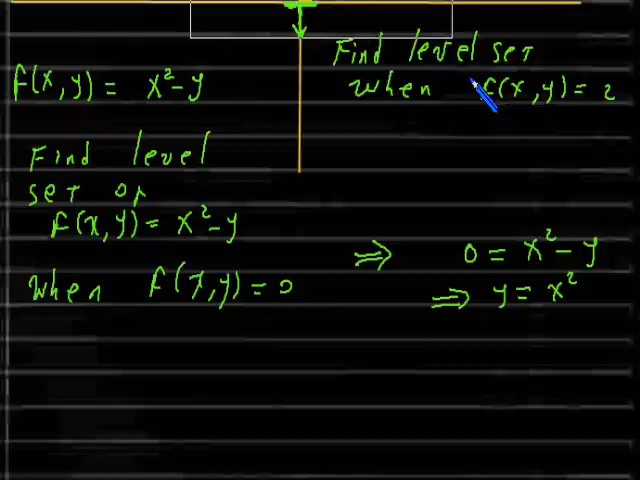 f(x,y) = x² - y
Find level set
when f(x,y) = 2
Find level
set of
f(x,y) = x² - y
When f(x,y) = 0
⇒ 0 = x² - y
⇒ y = x²